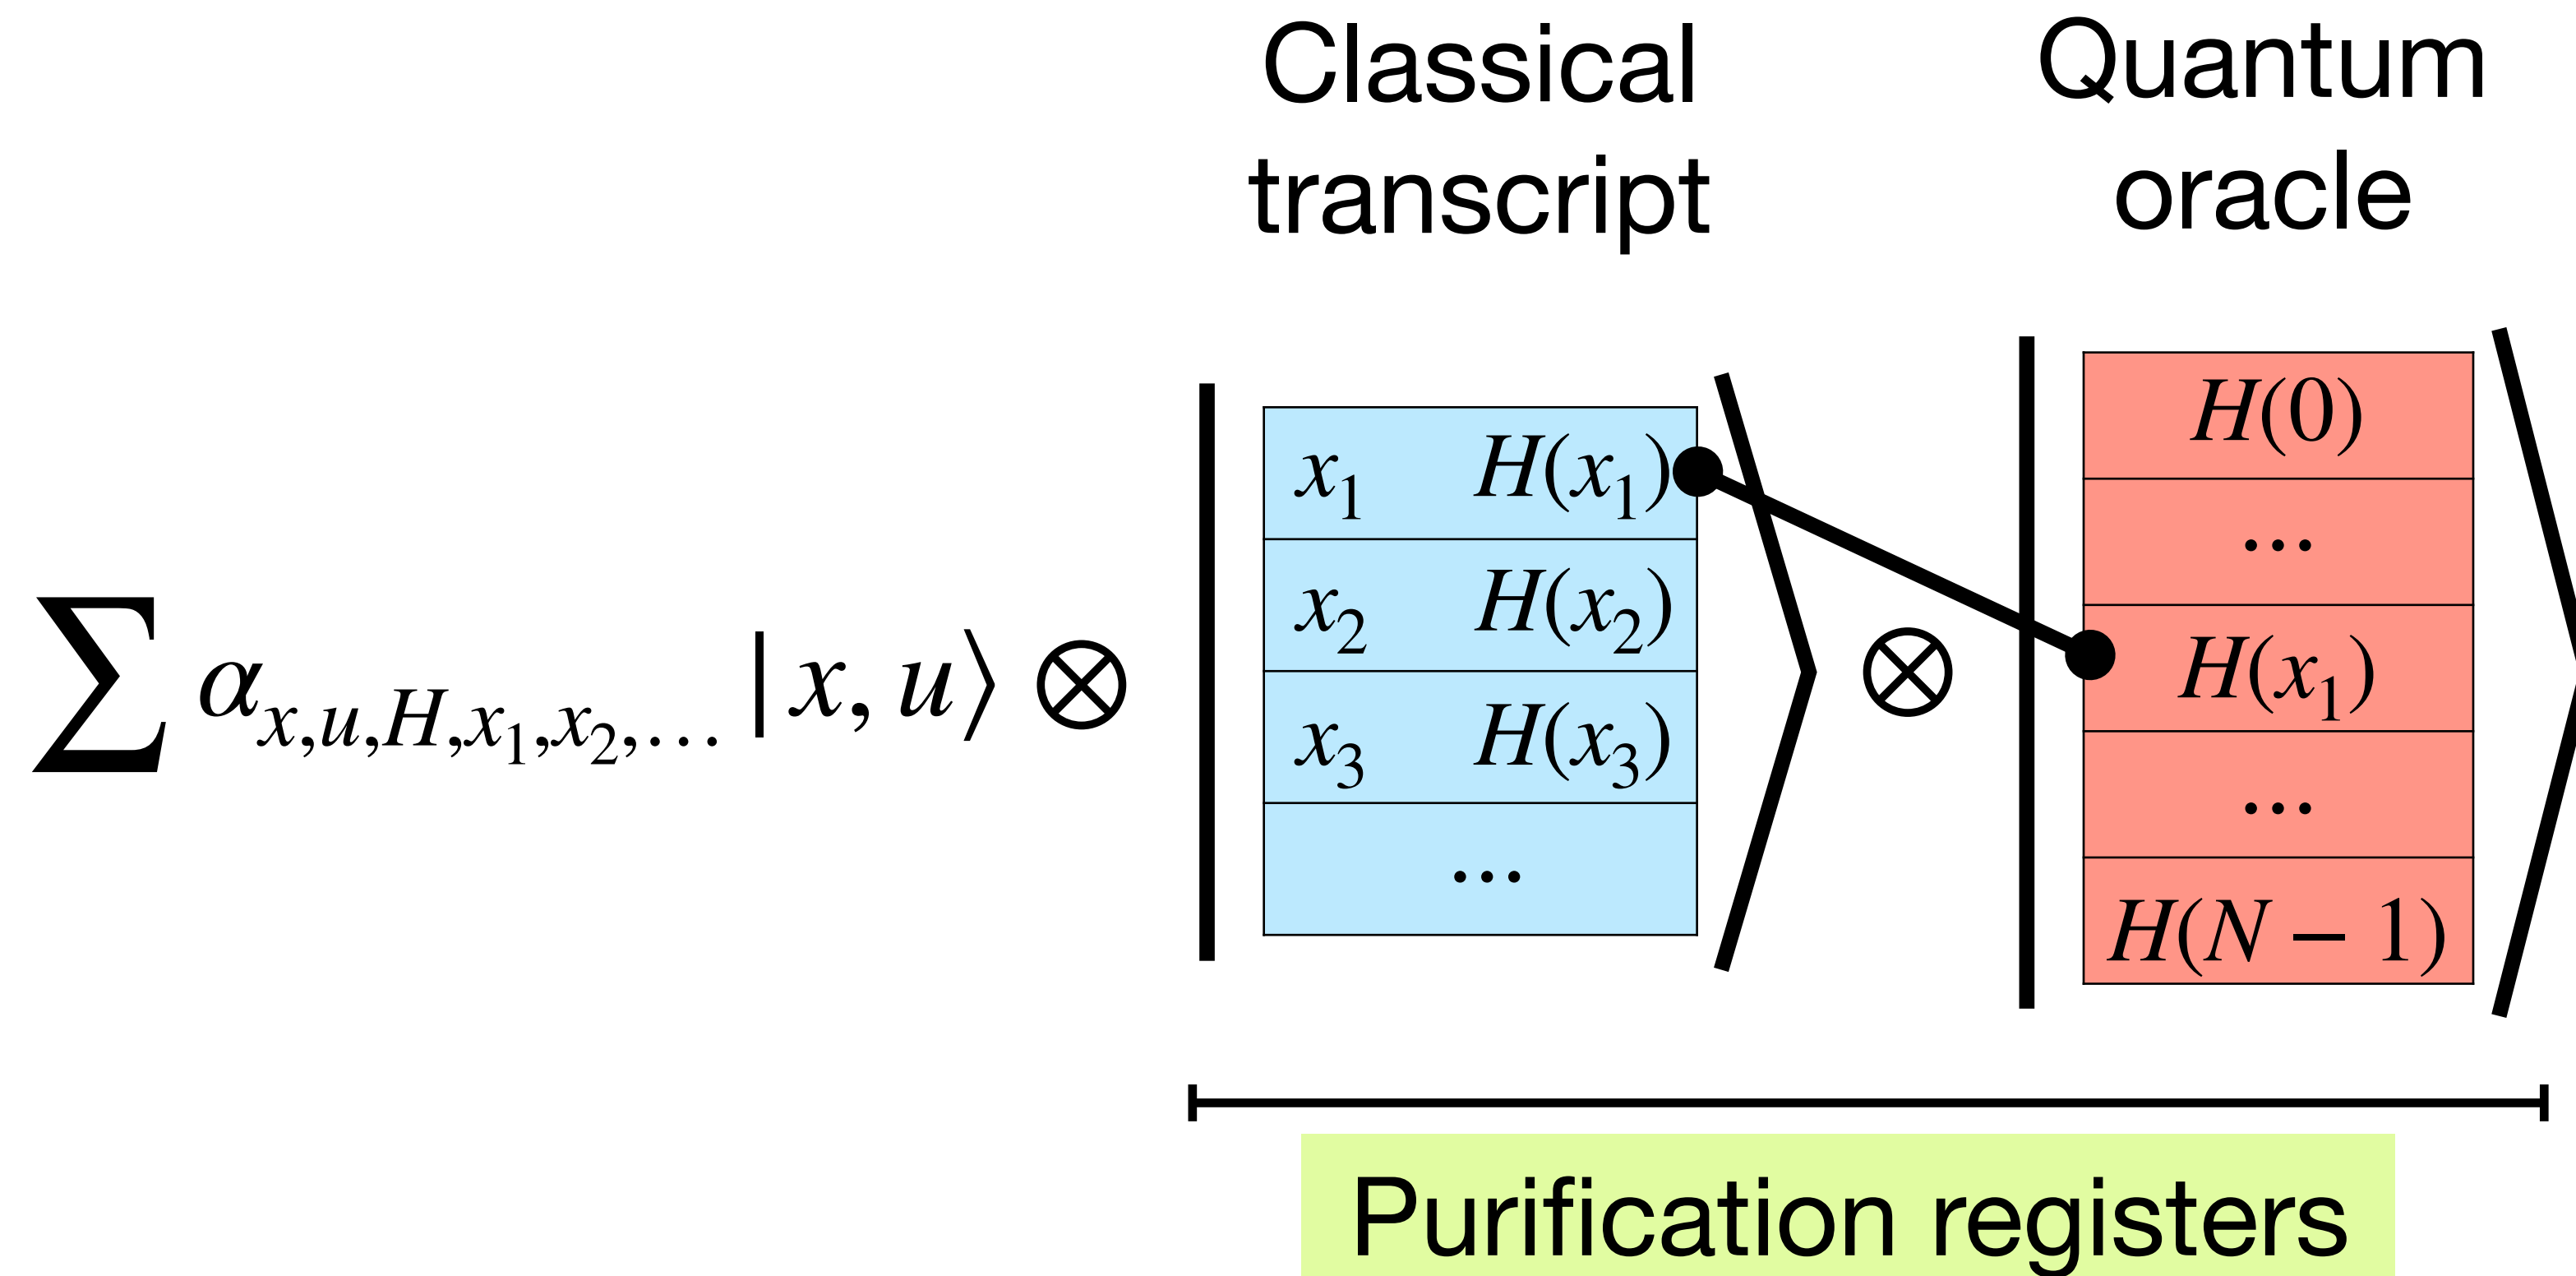 Classical
transcript
Quantum
oracle
∑ α_{x,u,H,x_1,x_2,…} |x, u⟩ ⊗
x_1 H(x_1)
x_2 H(x_2)
x_3 H(x_3)
...
⊗
H(0)
...
H(x_1)
...
H(N − 1)
Purification registers